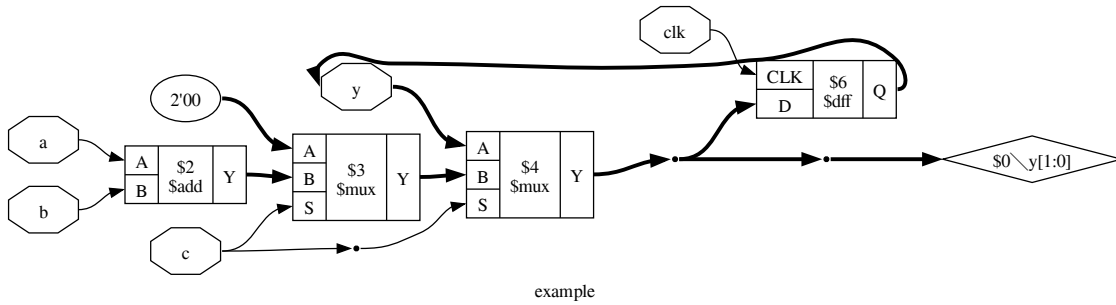 clk
CLK
D
$6
$dff
Q
y
2'00
a
b
A
B
$2
$add
Y
A
B
S
$3
$mux
Y
A
B
S
$4
$mux
Y
c
$0\y[1:0]
example